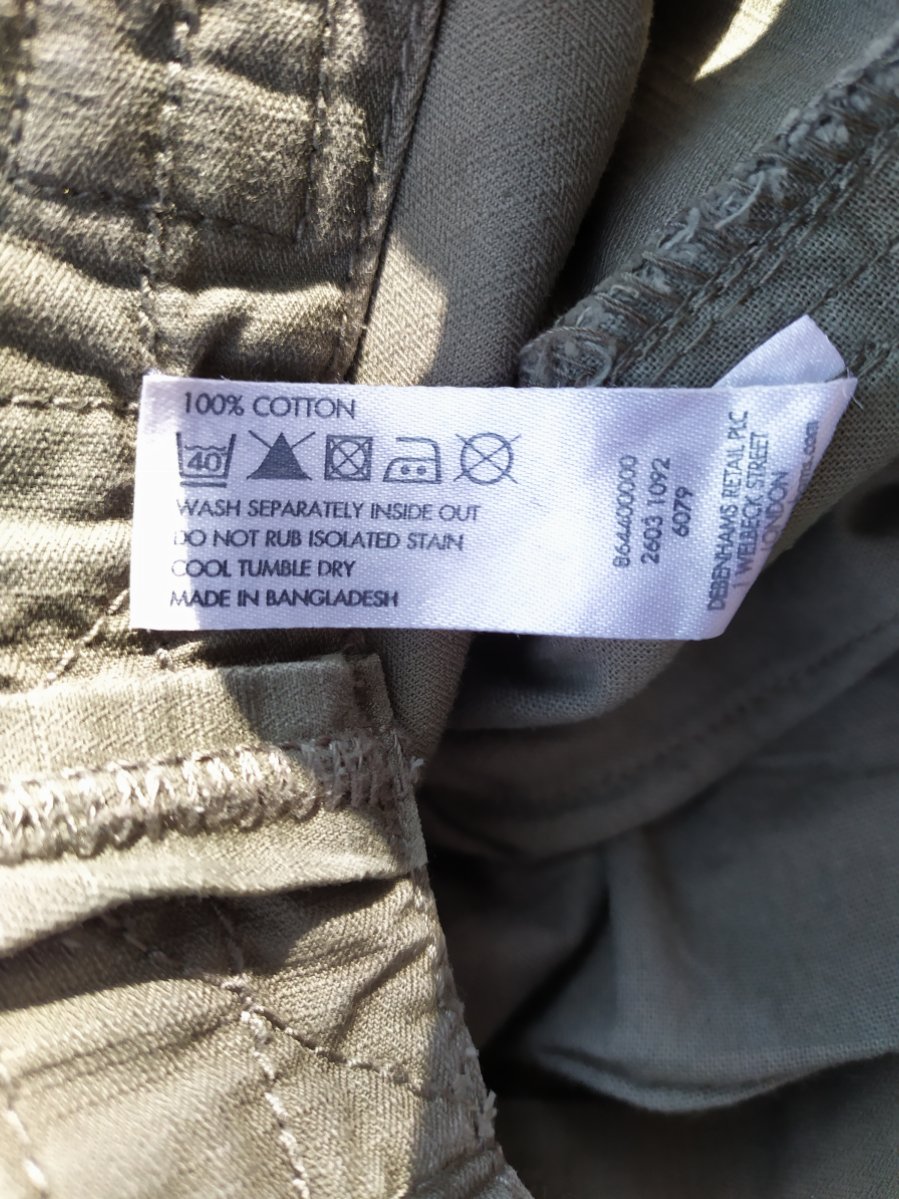 100% COTTON
40
WASH SEPARATELY INSIDE OUT
DO NOT RUB ISOLATED STAIN
COOL TUMBLE DRY
MADE IN BANGLADESH
86440000
2603 1092
6079
DEBENHAMS RETAIL PLC
1 WELBECK STREET
LONDON